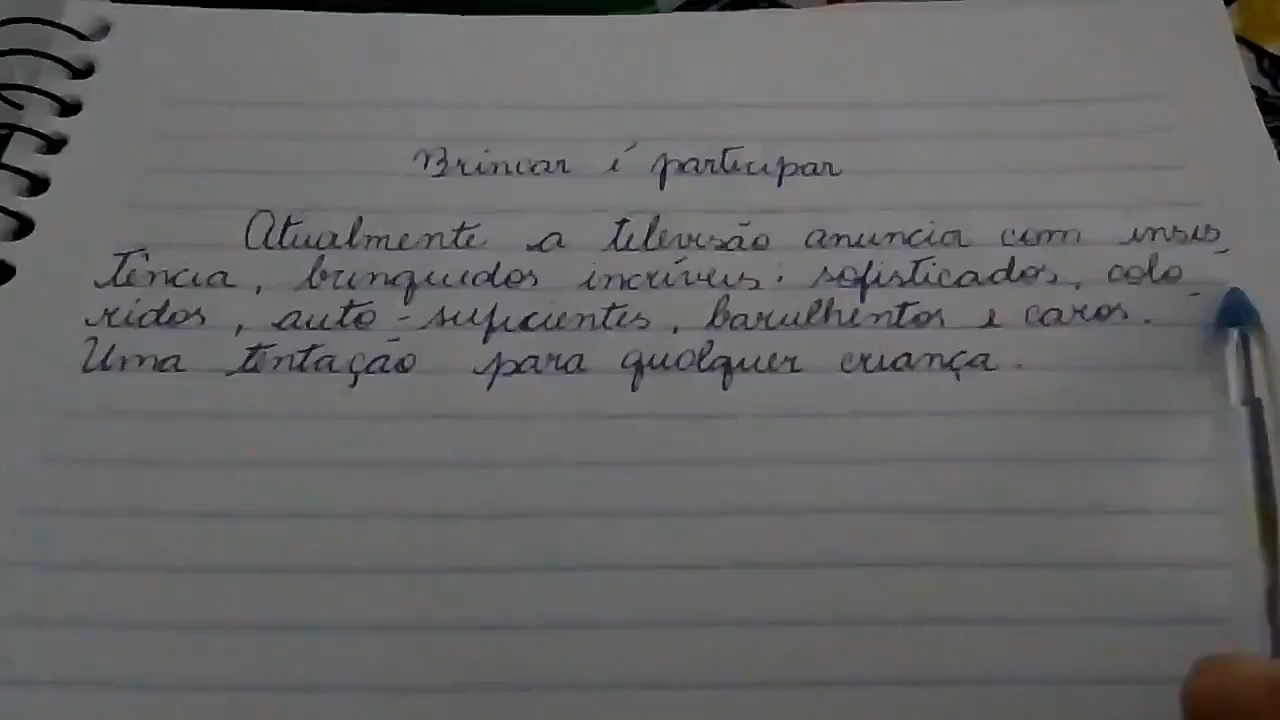 Brincar é participar
Atualmente a televisão anuncia com insis-
tência, brinquedos incríveis: sofisticados, colo-
ridos, auto-suficientes, barulhentos e caros.
Uma tentação para qualquer criança.